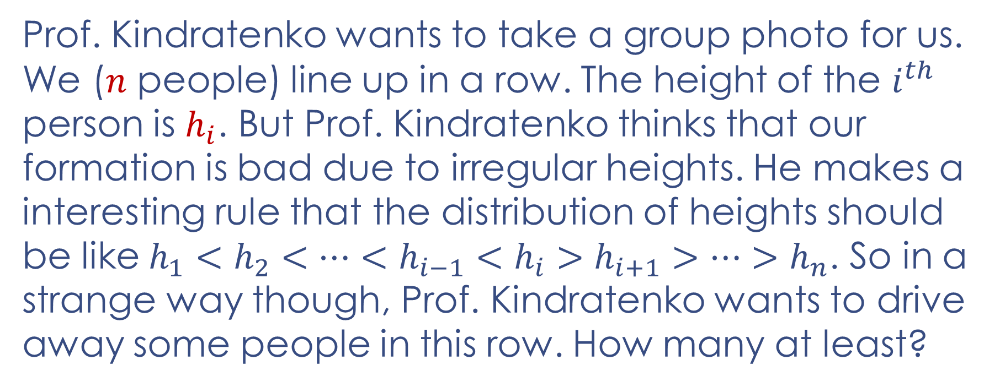 Prof. Kindratenko wants to take a group photo for us.
We (n people) line up in a row. The height of the i^{th}
person is h_i. But Prof. Kindratenko thinks that our
formation is bad due to irregular heights. He makes a
interesting rule that the distribution of heights should
be like h_1 < h_2 < ⋯ < h_{i−1} < h_i > h_{i+1} > ⋯ > h_n. So in a
strange way though, Prof. Kindratenko wants to drive
away some people in this row. How many at least?